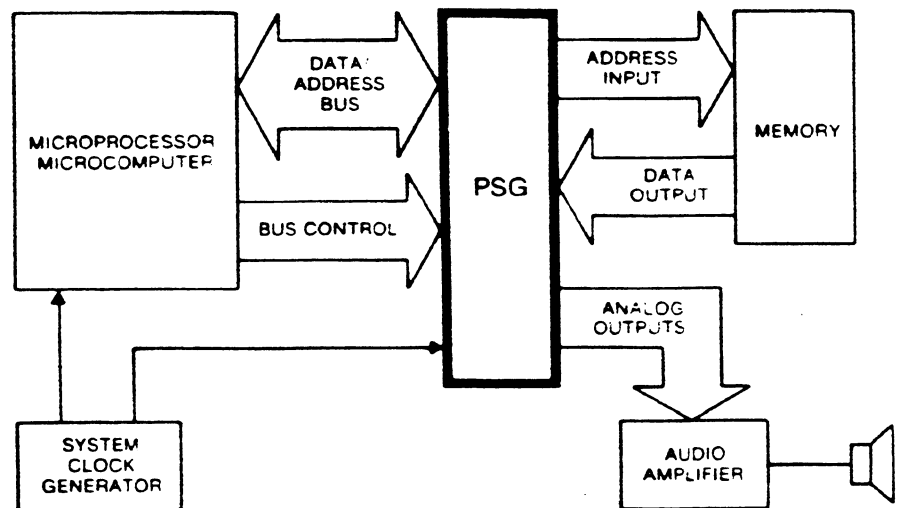 DATA/
ADDRESS
BUS
ADDRESS
INPUT
MICROPROCESSOR
MICROCOMPUTER
MEMORY
PSG
DATA
OUTPUT
BUS CONTROL
ANALOG
OUTPUTS
SYSTEM
CLOCK
GENERATOR
AUDIO
AMPLIFIER